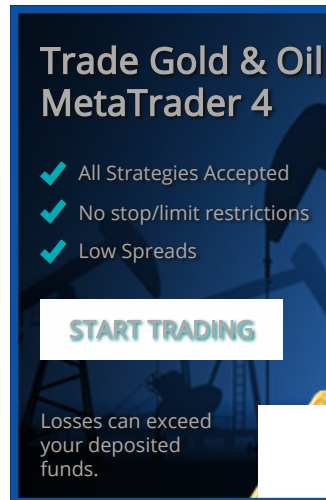 Trade Gold & Oil
MetaTrader 4
All Strategies Accepted
No stop/limit restrictions
Low Spreads
START TRADING
Losses can exceed
your deposited
funds.